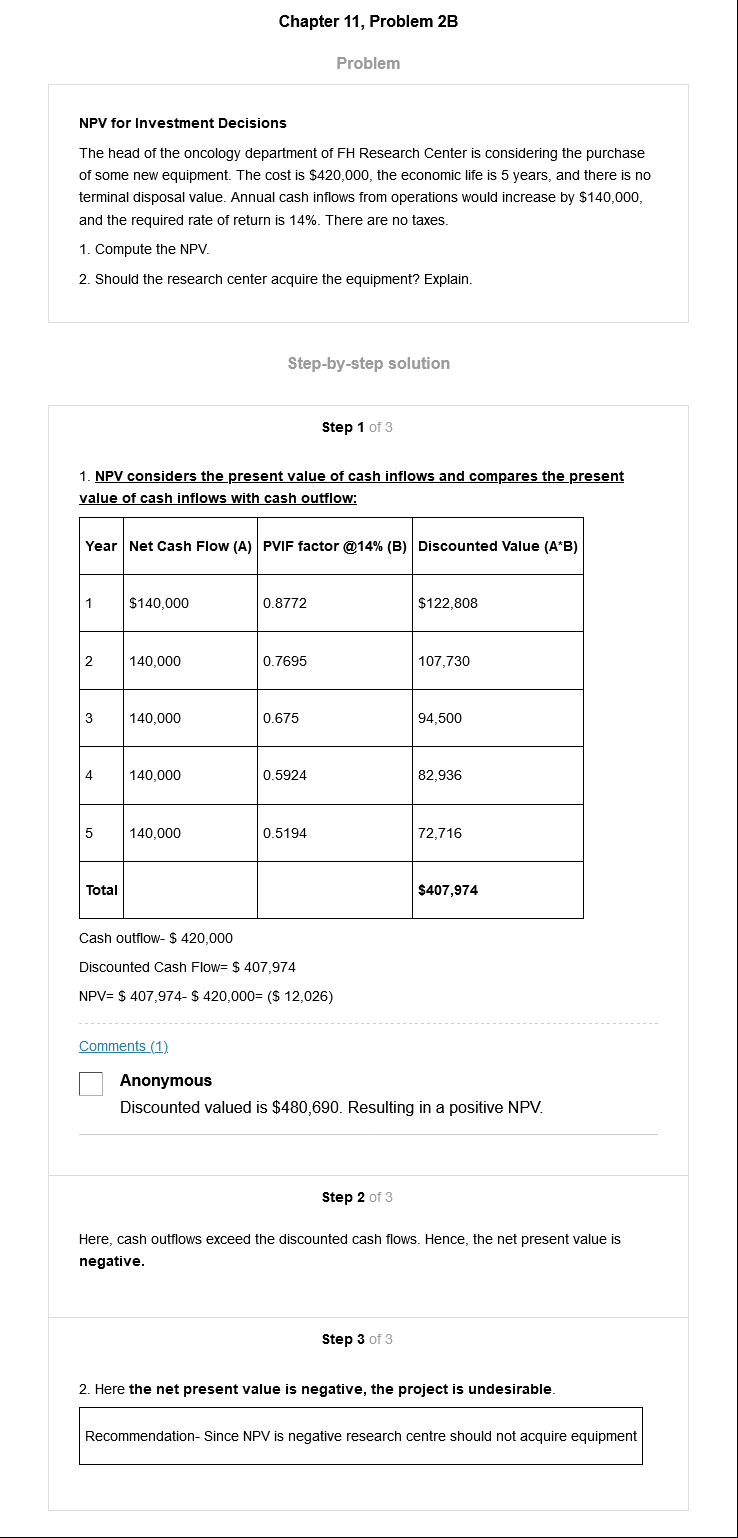 Chapter 11, Problem 2B
Problem
NPV for Investment Decisions
The head of the oncology department of FH Research Center is considering the purchase
of some new equipment. The cost is $420,000, the economic life is 5 years, and there is no
terminal disposal value. Annual cash inflows from operations would increase by $140,000,
and the required rate of return is 14%. There are no taxes.
1. Compute the NPV.
2. Should the research center acquire the equipment? Explain.
Step-by-step solution
Step 1 of 3
1. NPV considers the present value of cash inflows and compares the present
value of cash inflows with cash outflow:
Year Net Cash Flow (A) PVIF factor @14% (B) Discounted Value (A*B)
1 $140,000 0.8772 $122,808
2 140,000 0.7695 107,730
3 140,000 0.675 94,500
4 140,000 0.5924 82,936
5 140,000 0.5194 72,716
Total $407,974
Cash outflow- $ 420,000
Discounted Cash Flow= $ 407,974
NPV= $ 407,974- $ 420,000= ($ 12,026)
Comments (1)
Anonymous
Discounted valued is $480,690. Resulting in a positive NPV.
Step 2 of 3
Here, cash outflows exceed the discounted cash flows. Hence, the net present value is
negative.
Step 3 of 3
2. Here the net present value is negative, the project is undesirable.
Recommendation- Since NPV is negative research centre should not acquire equipment